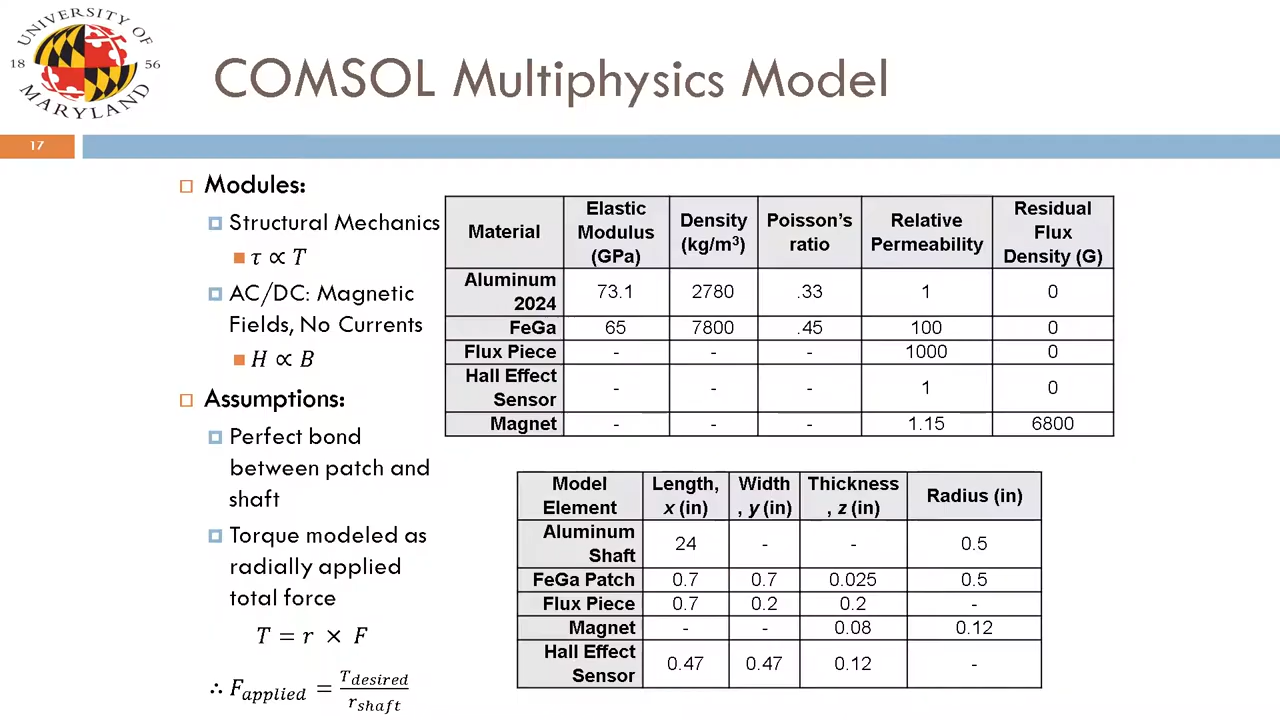 UNIVERSITY OF
18 56
MARYLAND
COMSOL Multiphysics Model
17
Modules:
Structural Mechanics
τ ∝ T
AC/DC: Magnetic
Fields, No Currents
H ∝ B
Assumptions:
Perfect bond
between patch and
shaft
Torque modeled as
radially applied
total force
T = r × F
∴ F_applied = T_desired / r_shaft
Material | Elastic Modulus (GPa) | Density (kg/m³) | Poisson's ratio | Relative Permeability | Residual Flux Density (G)
Aluminum 2024 | 73.1 | 2780 | .33 | 1 | 0
FeGa | 65 | 7800 | .45 | 100 | 0
Flux Piece | - | - | - | 1000 | 0
Hall Effect Sensor | - | - | - | 1 | 0
Magnet | - | - | - | 1.15 | 6800
Model Element | Length, x (in) | Width , y (in) | Thickness , z (in) | Radius (in)
Aluminum Shaft | 24 | - | - | 0.5
FeGa Patch | 0.7 | 0.7 | 0.025 | 0.5
Flux Piece | 0.7 | 0.2 | 0.2 | -
Magnet | - | - | 0.08 | 0.12
Hall Effect Sensor | 0.47 | 0.47 | 0.12 | -